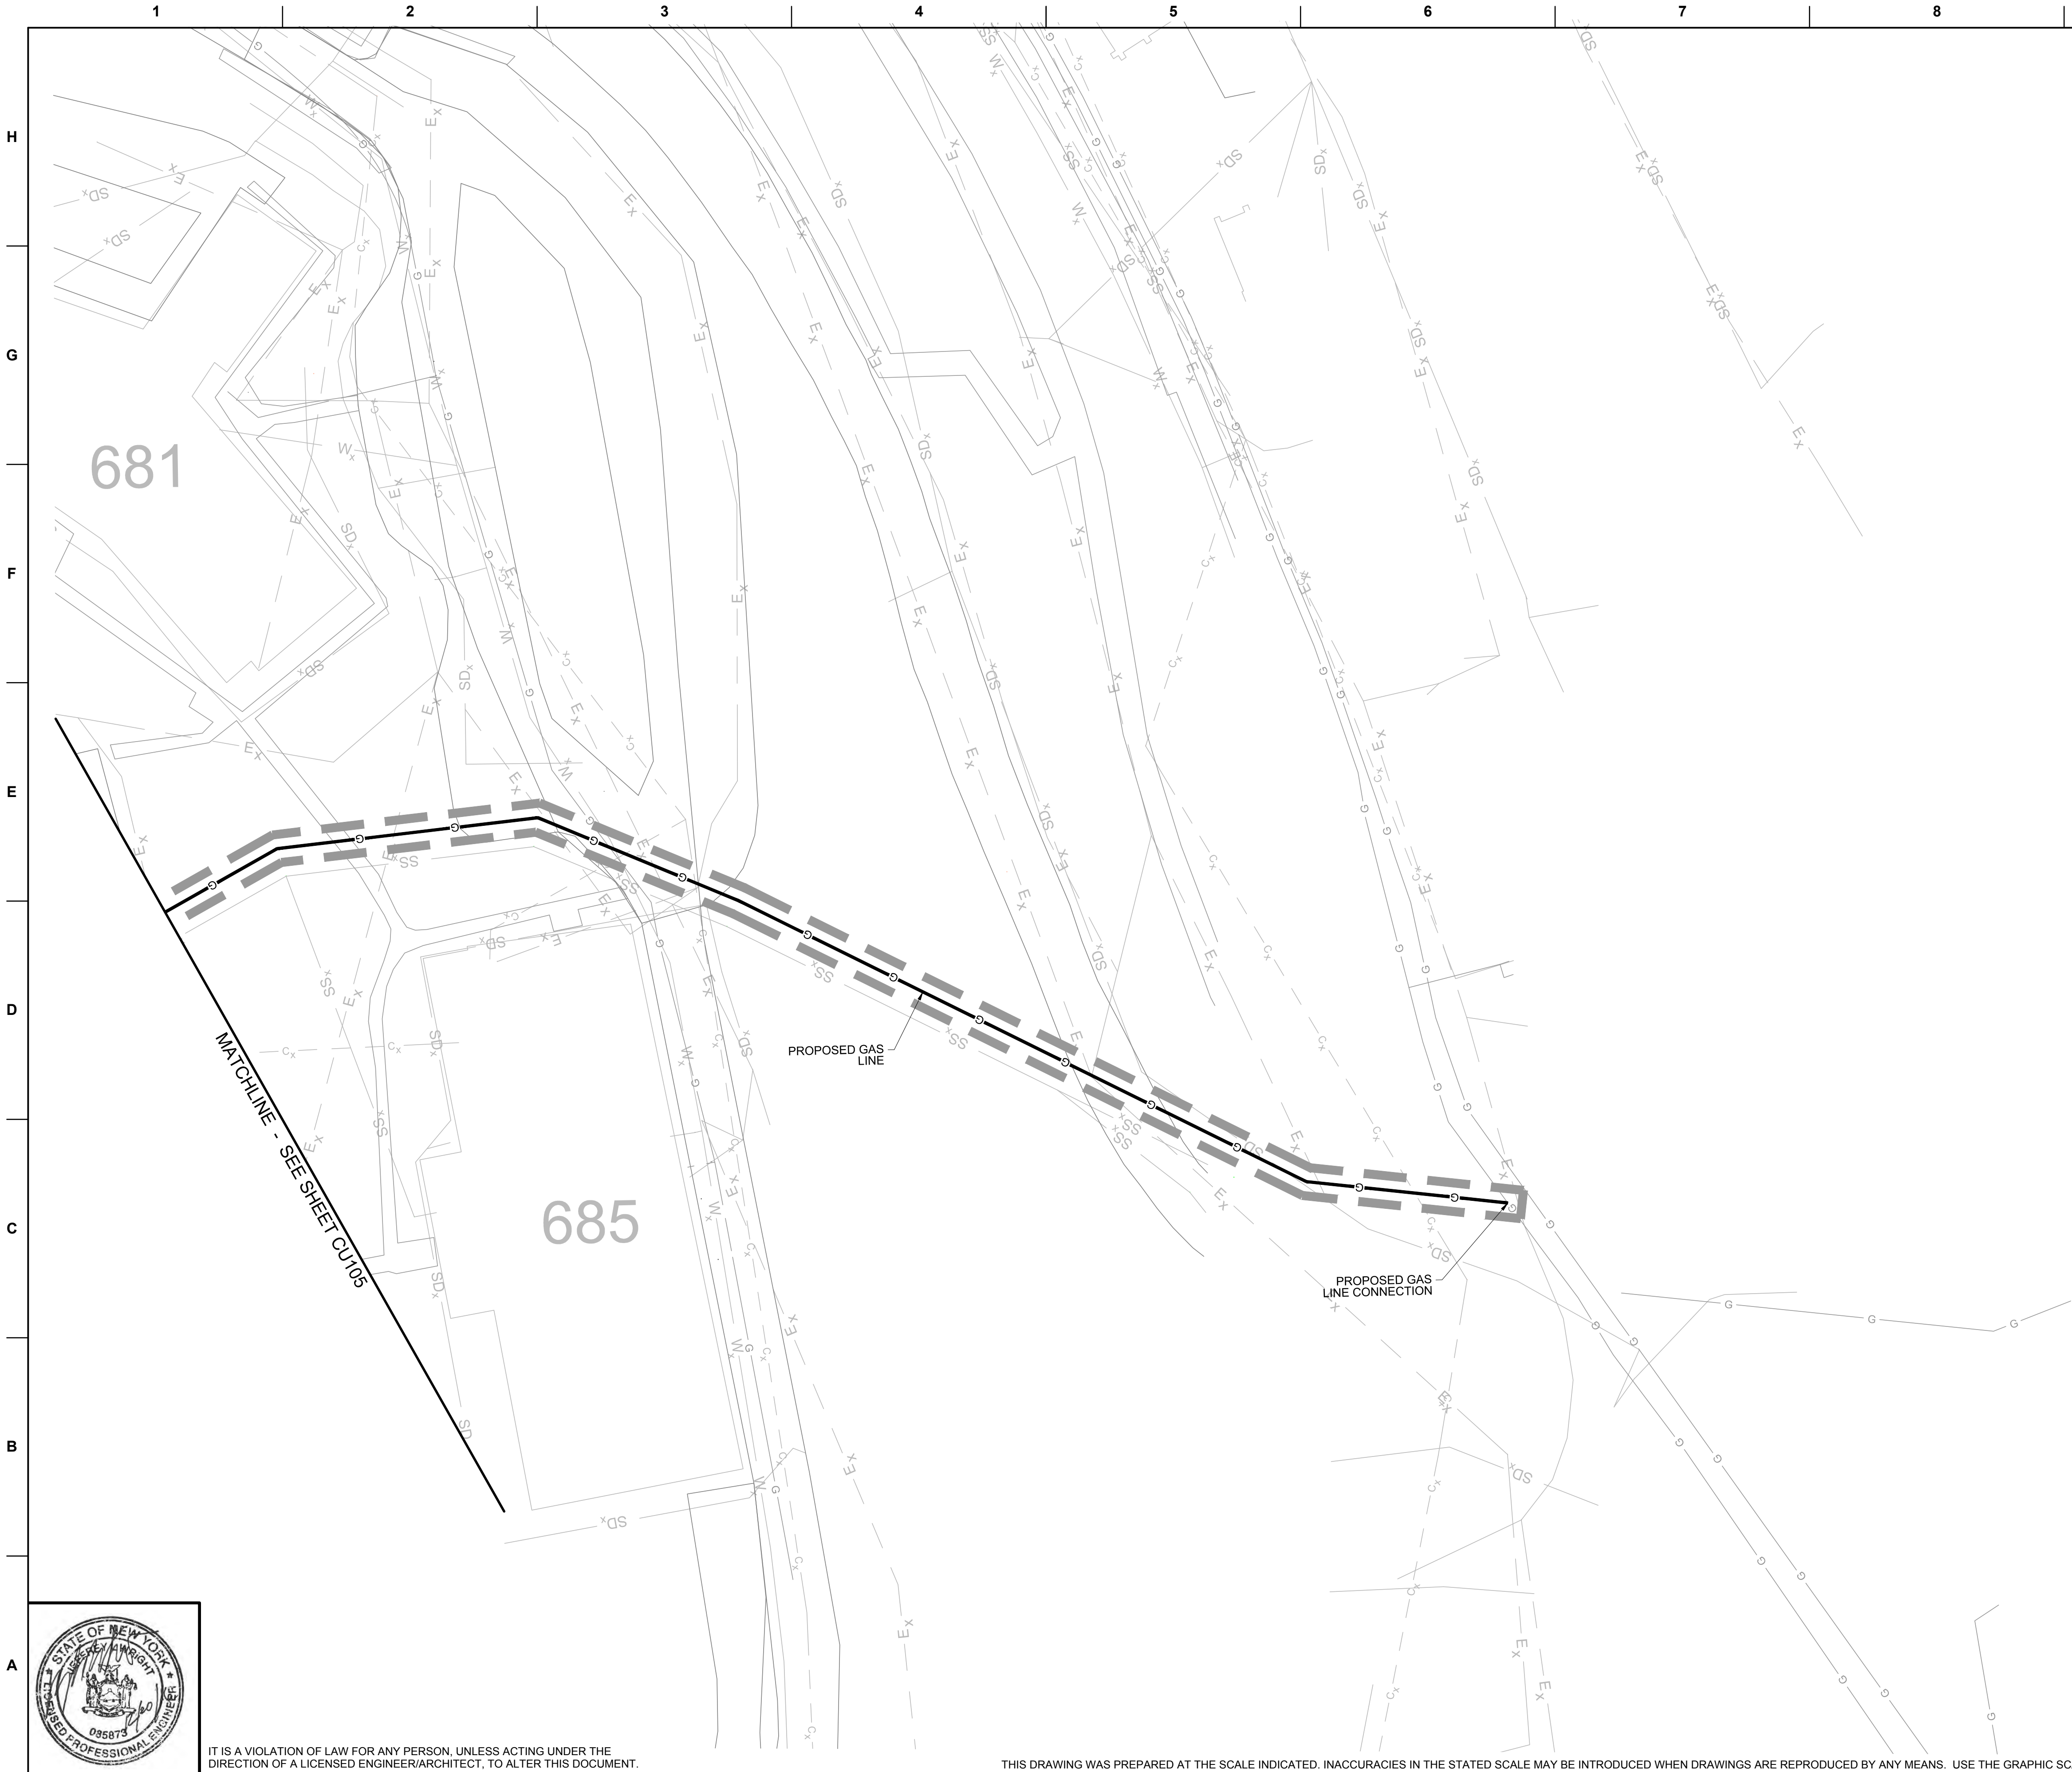 1 2 3 4 5 6 7 8
H
G
F
E
D
C
B
A
681
685
MATCHLINE - SEE SHEET CU105
PROPOSED GAS
LINE
PROPOSED GAS
LINE CONNECTION
STATE OF NEW YORK
LICENSED PROFESSIONAL ENGINEER
IT IS A VIOLATION OF LAW FOR ANY PERSON, UNLESS ACTING UNDER THE
DIRECTION OF A LICENSED ENGINEER/ARCHITECT, TO ALTER THIS DOCUMENT.
THIS DRAWING WAS PREPARED AT THE SCALE INDICATED. INACCURACIES IN THE STATED SCALE MAY BE INTRODUCED WHEN DRAWINGS ARE REPRODUCED BY ANY MEANS. USE THE GRAPHIC SC